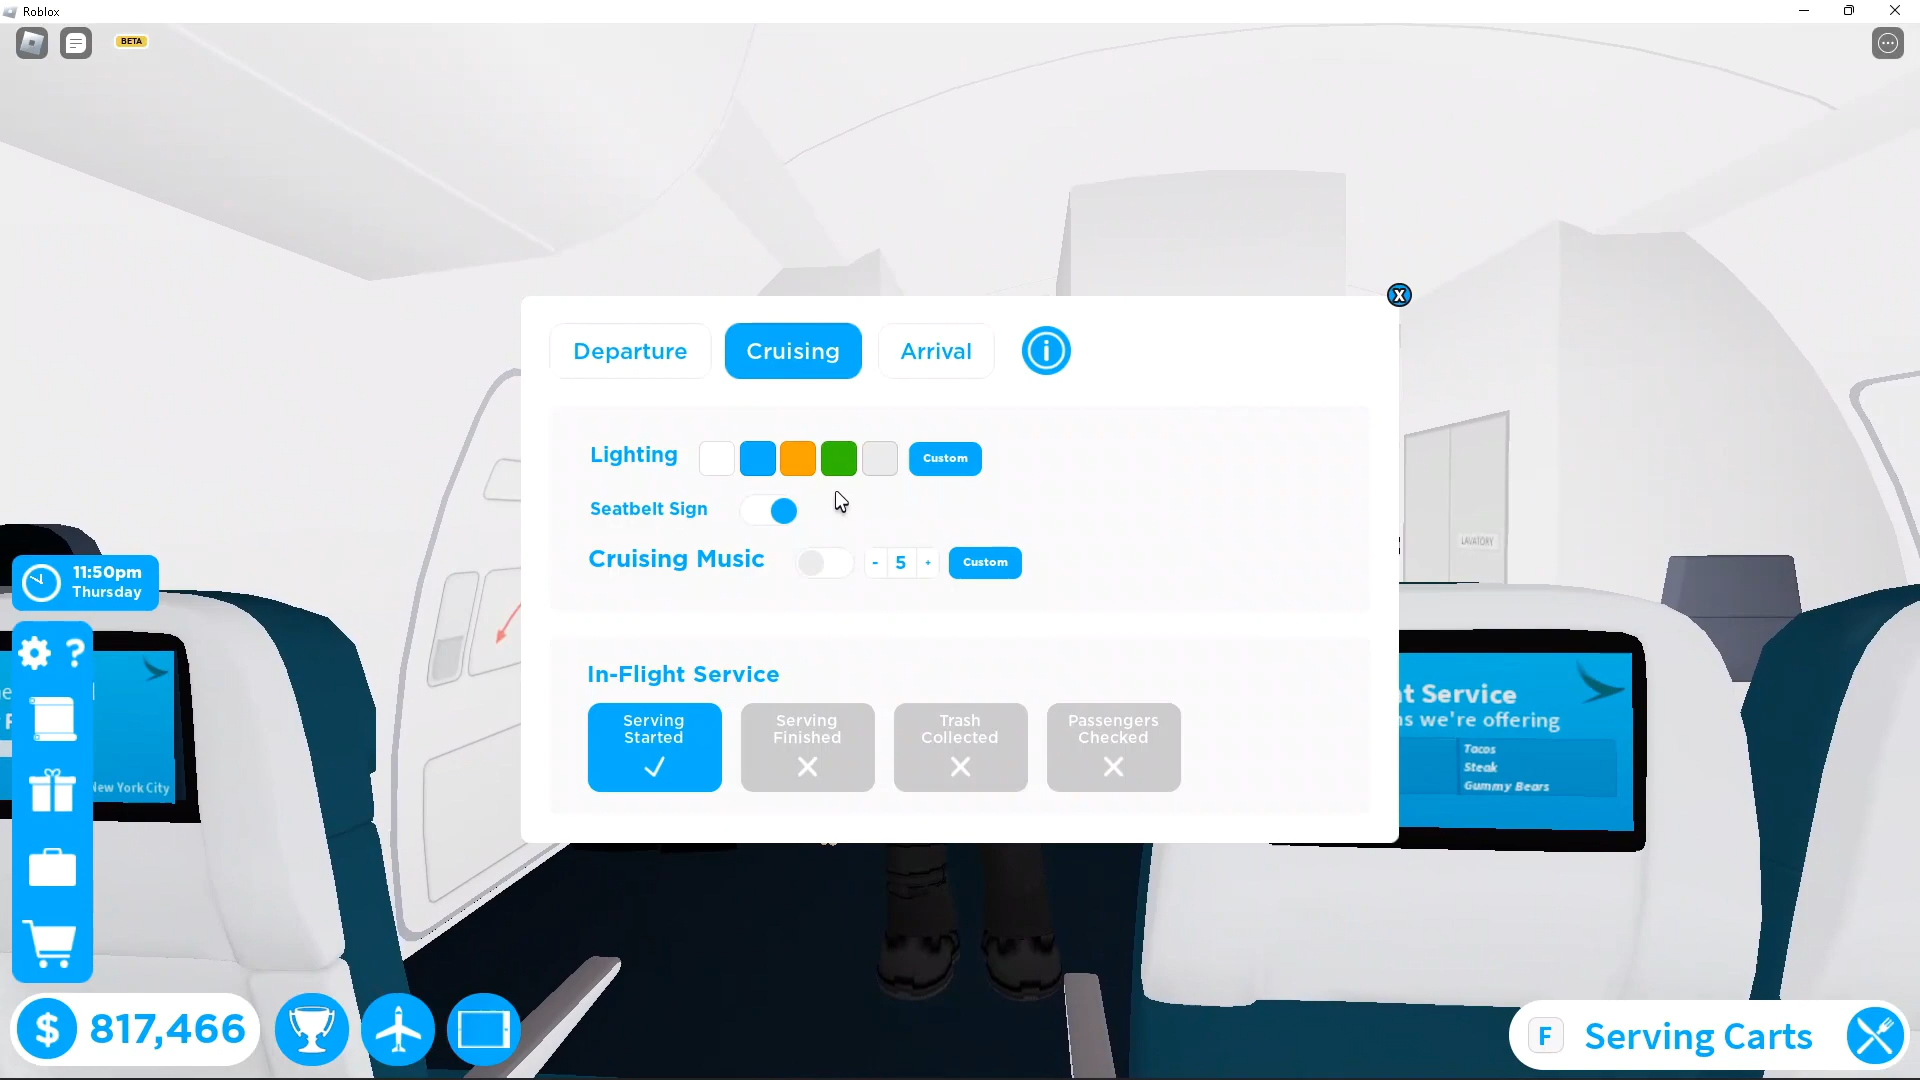 Roblox
BETA
Departure
Cruising
Arrival
Lighting
Custom
Seatbelt Sign
Cruising Music
- 5 +
Custom
LAVATORY
11:50pm
Thursday
?
In-Flight Service
Serving
Started
Serving
Finished
Trash
Collected
Passengers
Checked
New York City
t Service
s we're offering
Tacos
Steak
Gummy Bears
$ 817,466
F Serving Carts
X